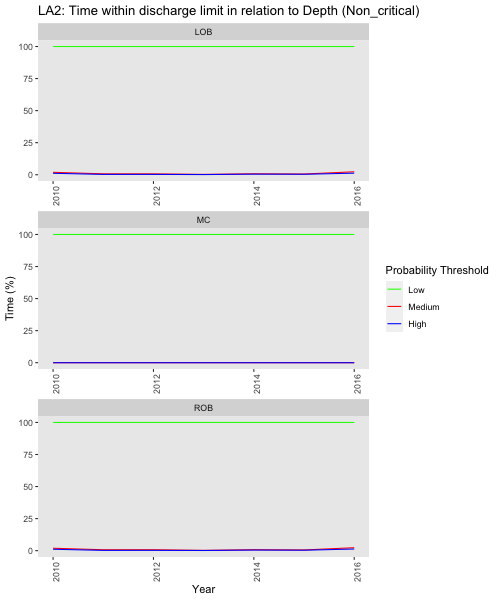 LA2: Time within discharge limit in relation to Depth (Non_critical)
LOB
100
75
50
25
0
2010
2012
2014
2016
MC
100
75
50
25
0
2010
2012
2014
2016
ROB
100
75
50
25
0
2010
2012
2014
2016
Time (%)
Year
Probability Threshold
Low
Medium
High